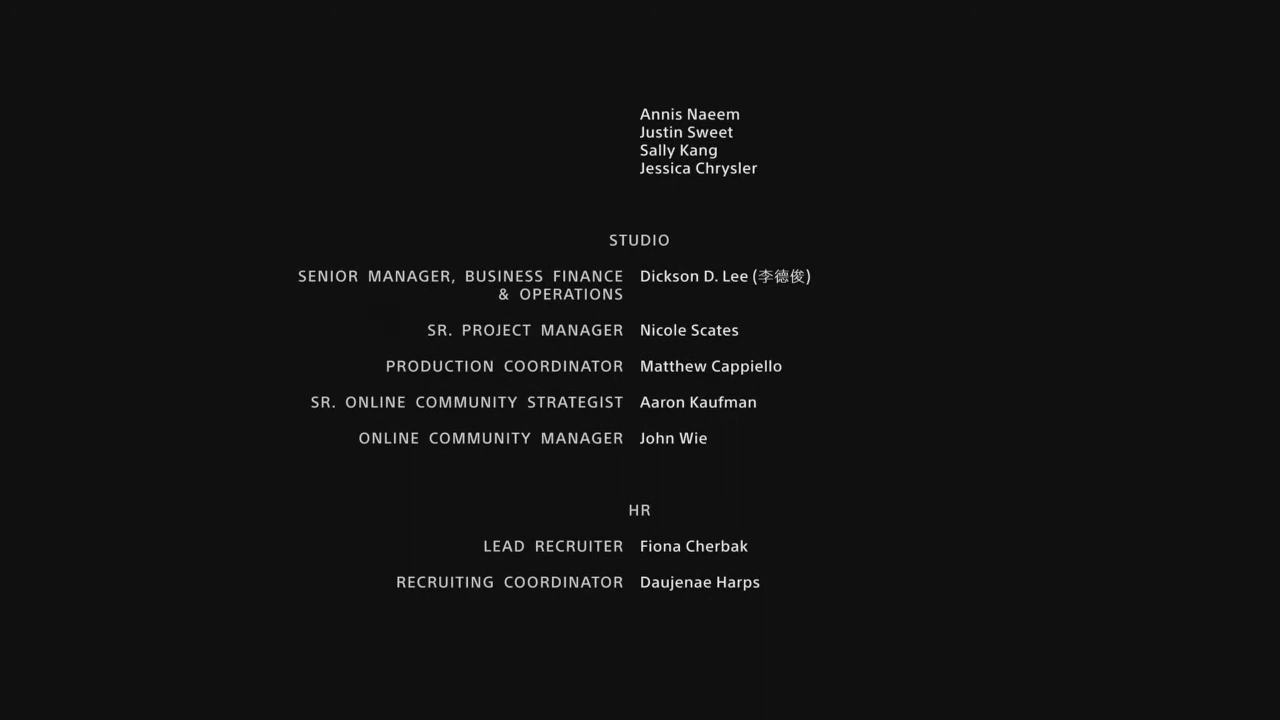 Annis Naeem
Justin Sweet
Sally Kang
Jessica Chrysler
STUDIO
SENIOR MANAGER, BUSINESS FINANCE Dickson D. Lee (李德俊)
& OPERATIONS
SR. PROJECT MANAGER Nicole Scates
PRODUCTION COORDINATOR Matthew Cappiello
SR. ONLINE COMMUNITY STRATEGIST Aaron Kaufman
ONLINE COMMUNITY MANAGER John Wie
HR
LEAD RECRUITER Fiona Cherbak
RECRUITING COORDINATOR Daujenae Harps